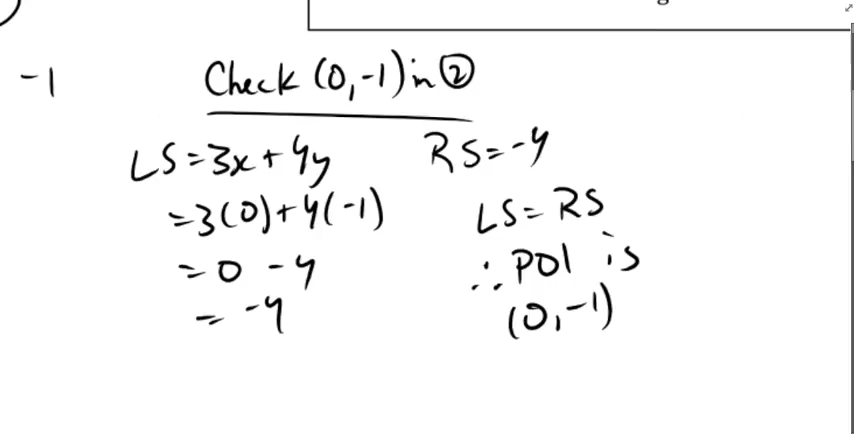 -1
Check (0,-1) in ②
LS = 3x + 4y
RS = -4
= 3(0) + 4(-1)
= 0 - 4
= -4
LS = RS
∴ POI is
(0,-1)